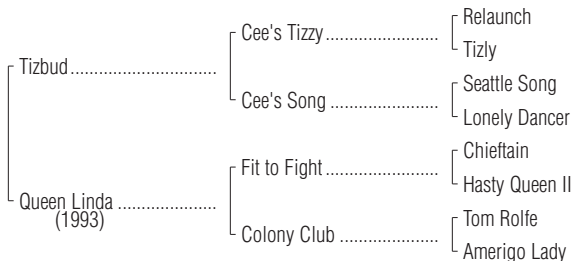 Relaunch
Cee's Tizzy........................
Tizly
Tizbud..............................
Seattle Song
Cee's Song .......................
Lonely Dancer
Chieftain
Fit to Fight........................
Hasty Queen II
Queen Linda ....................
(1993)
Tom Rolfe
Colony Club .....................
Amerigo Lady